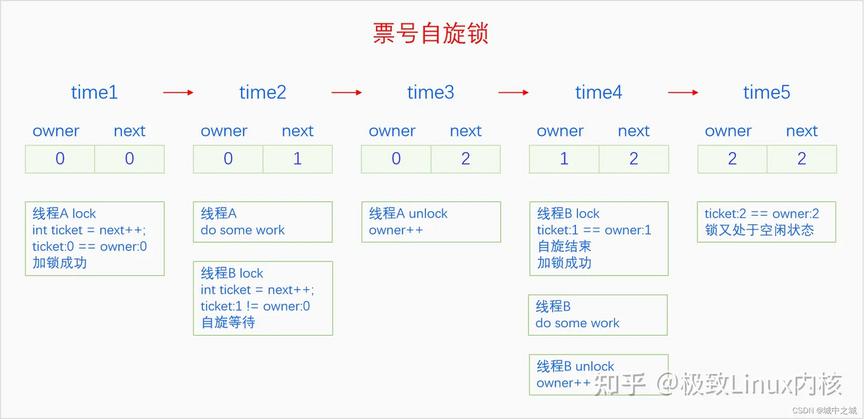 票号自旋锁
time1 time2 time3 time4 time5
owner next owner next owner next owner next owner next
0 0 0 1 0 2 1 2 2 2
线程A lock
int ticket = next++;
ticket:0 == owner:0
加锁成功
线程A
do some work
线程B lock
int ticket = next++;
ticket:1 != owner:0
自旋等待
线程A unlock
owner++
线程B lock
ticket:1 == owner:1
自旋结束
加锁成功
线程B
do some work
线程B unlock
owner++
ticket:2 == owner:2
锁又处于空闲状态
知乎 @极致Linux内核
CSDN @城中之城